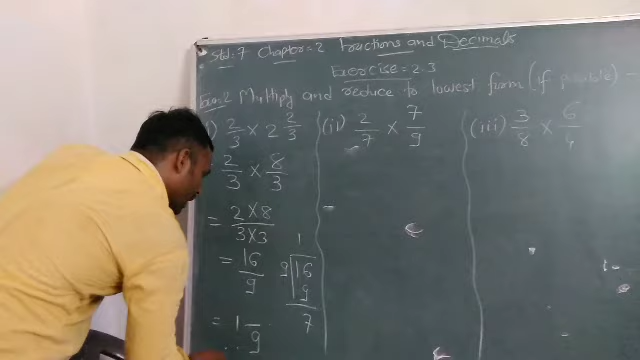 Std:7 Chapter=2 Fractions and Decimals
Exercise=2.3
Multiply and reduce to lowest form (if possible) -
2/3 × 2 2/3
2/3 × 8/3
= 2×8/3×3
= 16/9
1
9 16
9
7
= 1 /9
(ii) 2/7 × 7/9
(iii) 3/8 × 6/4